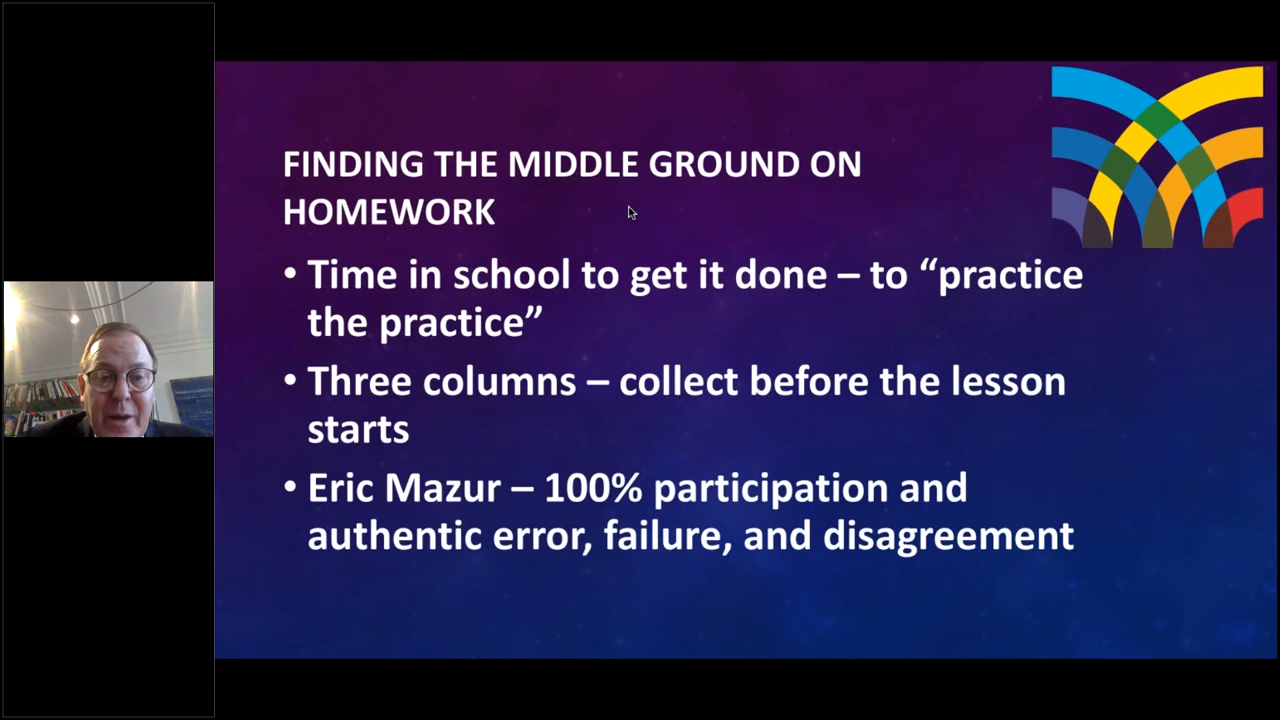 FINDING THE MIDDLE GROUND ON
HOMEWORK
• Time in school to get it done – to “practice
the practice”
• Three columns – collect before the lesson
starts
• Eric Mazur – 100% participation and
authentic error, failure, and disagreement